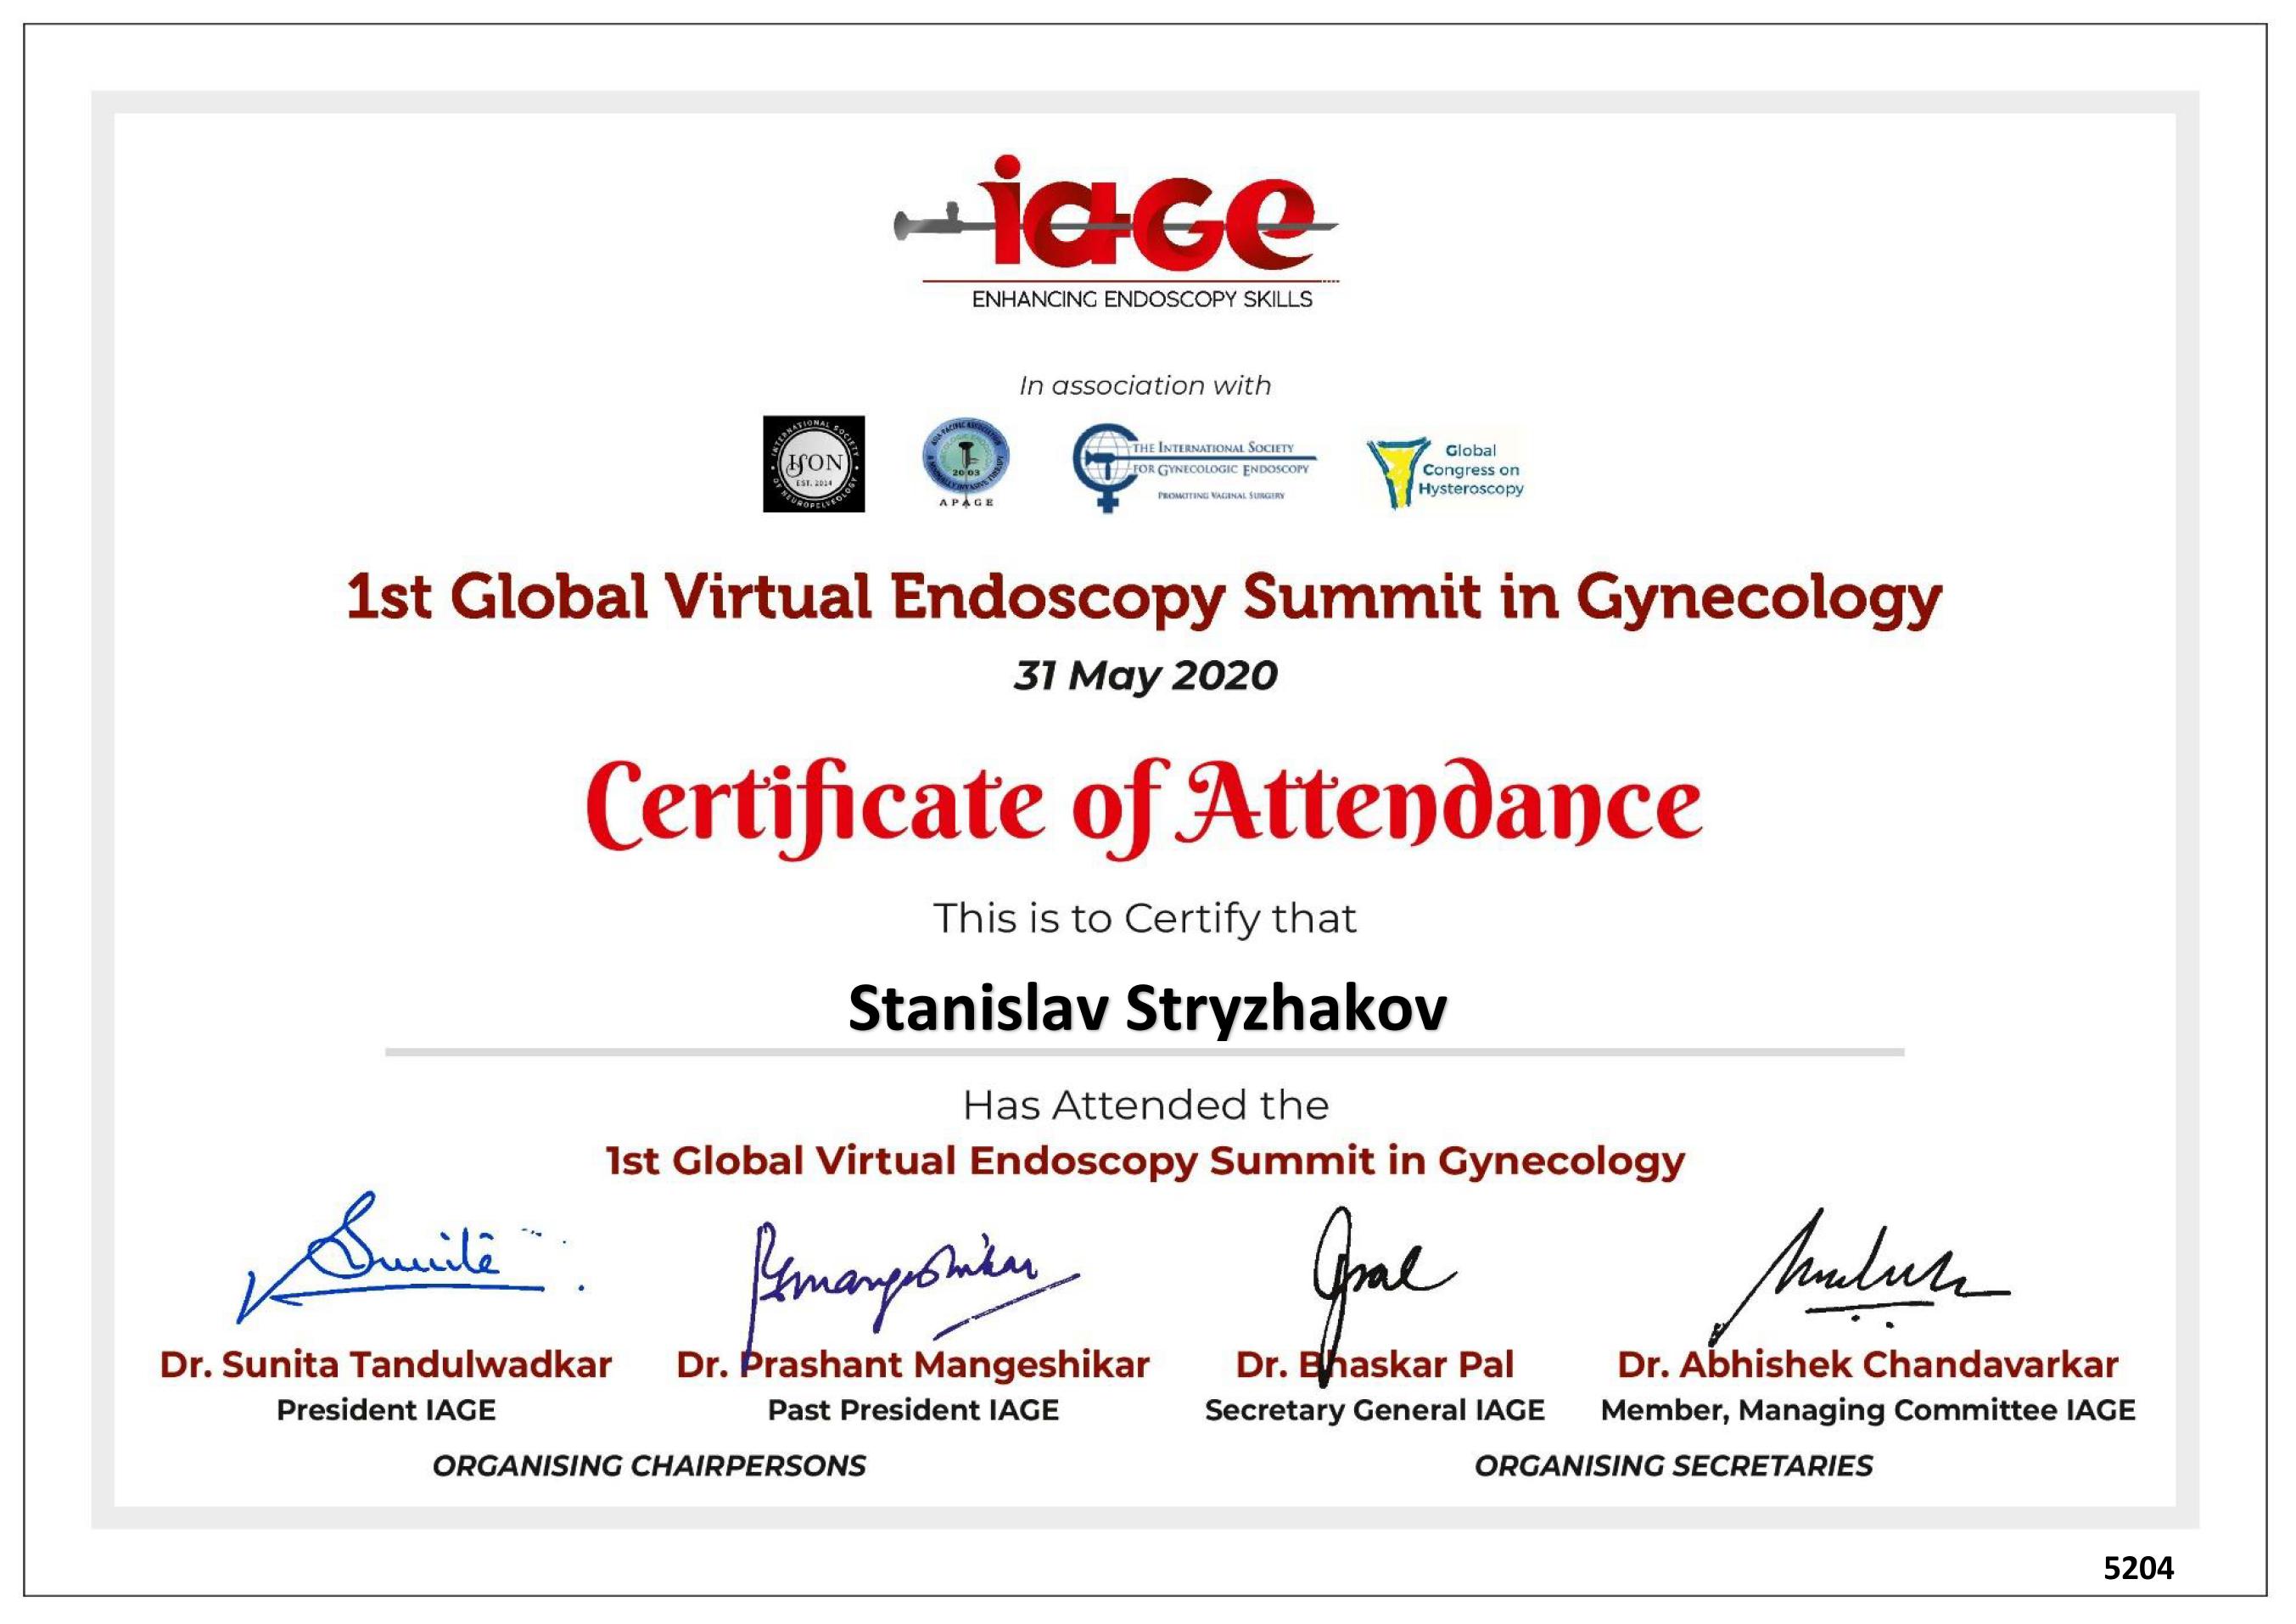 iage
ENHANCING ENDOSCOPY SKILLS
In association with
INTERNATIONAL SOCIETY
ISON
EST. 2014
OF NEUROPELVEOLOGY
ASIA PACIFIC ASSOCIATION
2003
APAGE
THE INTERNATIONAL SOCIETY
FOR GYNECOLOGIC ENDOSCOPY
PROMOTING VAGINAL SURGERY
Global
Congress on
Hysteroscopy
1st Global Virtual Endoscopy Summit in Gynecology
31 May 2020
Certificate of Attendance
This is to Certify that
Stanislav Stryzhakov
Has Attended the
1st Global Virtual Endoscopy Summit in Gynecology
Sunita
Dr. Sunita Tandulwadkar Dr. Prashant Mangeshikar Dr. Bhaskar Pal Dr. Abhishek Chandavarkar
President IAGE Past President IAGE Secretary General IAGE Member, Managing Committee IAGE
ORGANISING CHAIRPERSONS ORGANISING SECRETARIES
5204